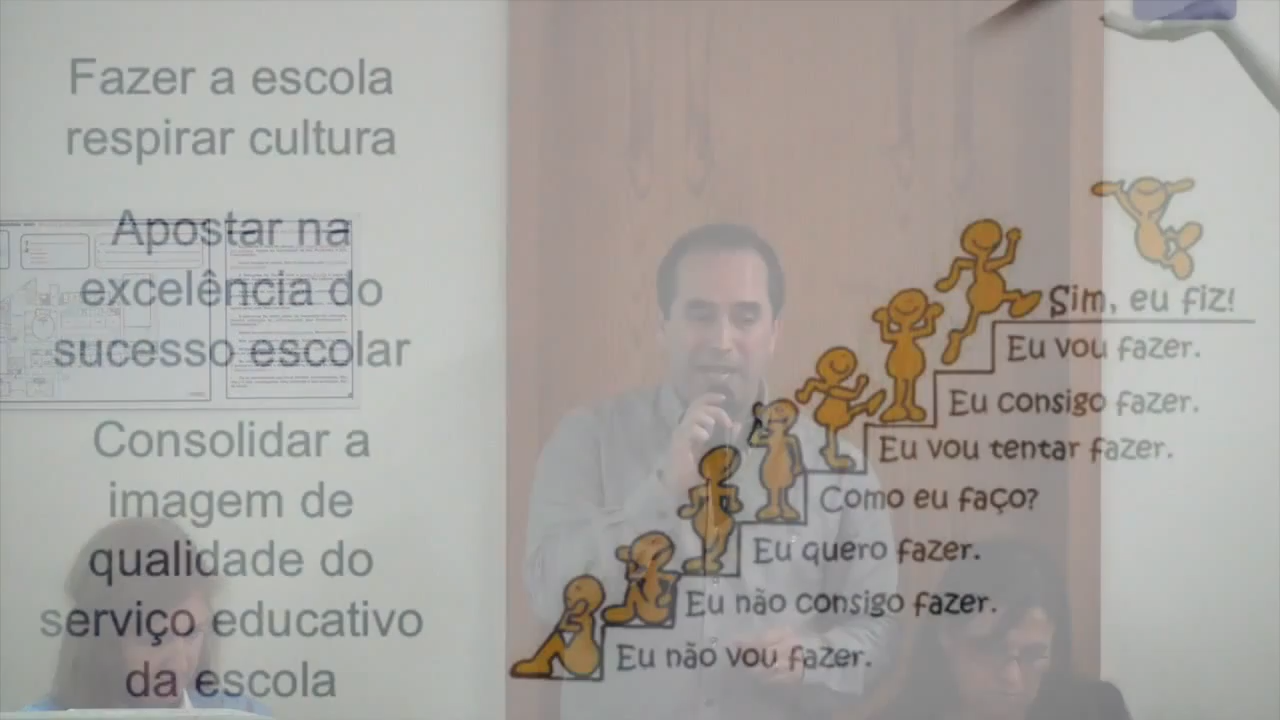 Fazer a escola
respirar cultura
Apostar na
excelência do
sucesso escolar
Consolidar a
imagem de
qualidade do
serviço educativo
da escola
Sim, eu fiz!
Eu vou fazer.
Eu consigo fazer.
Eu vou tentar fazer.
Como eu faço?
Eu quero fazer.
Eu não consigo fazer.
Eu não vou fazer.